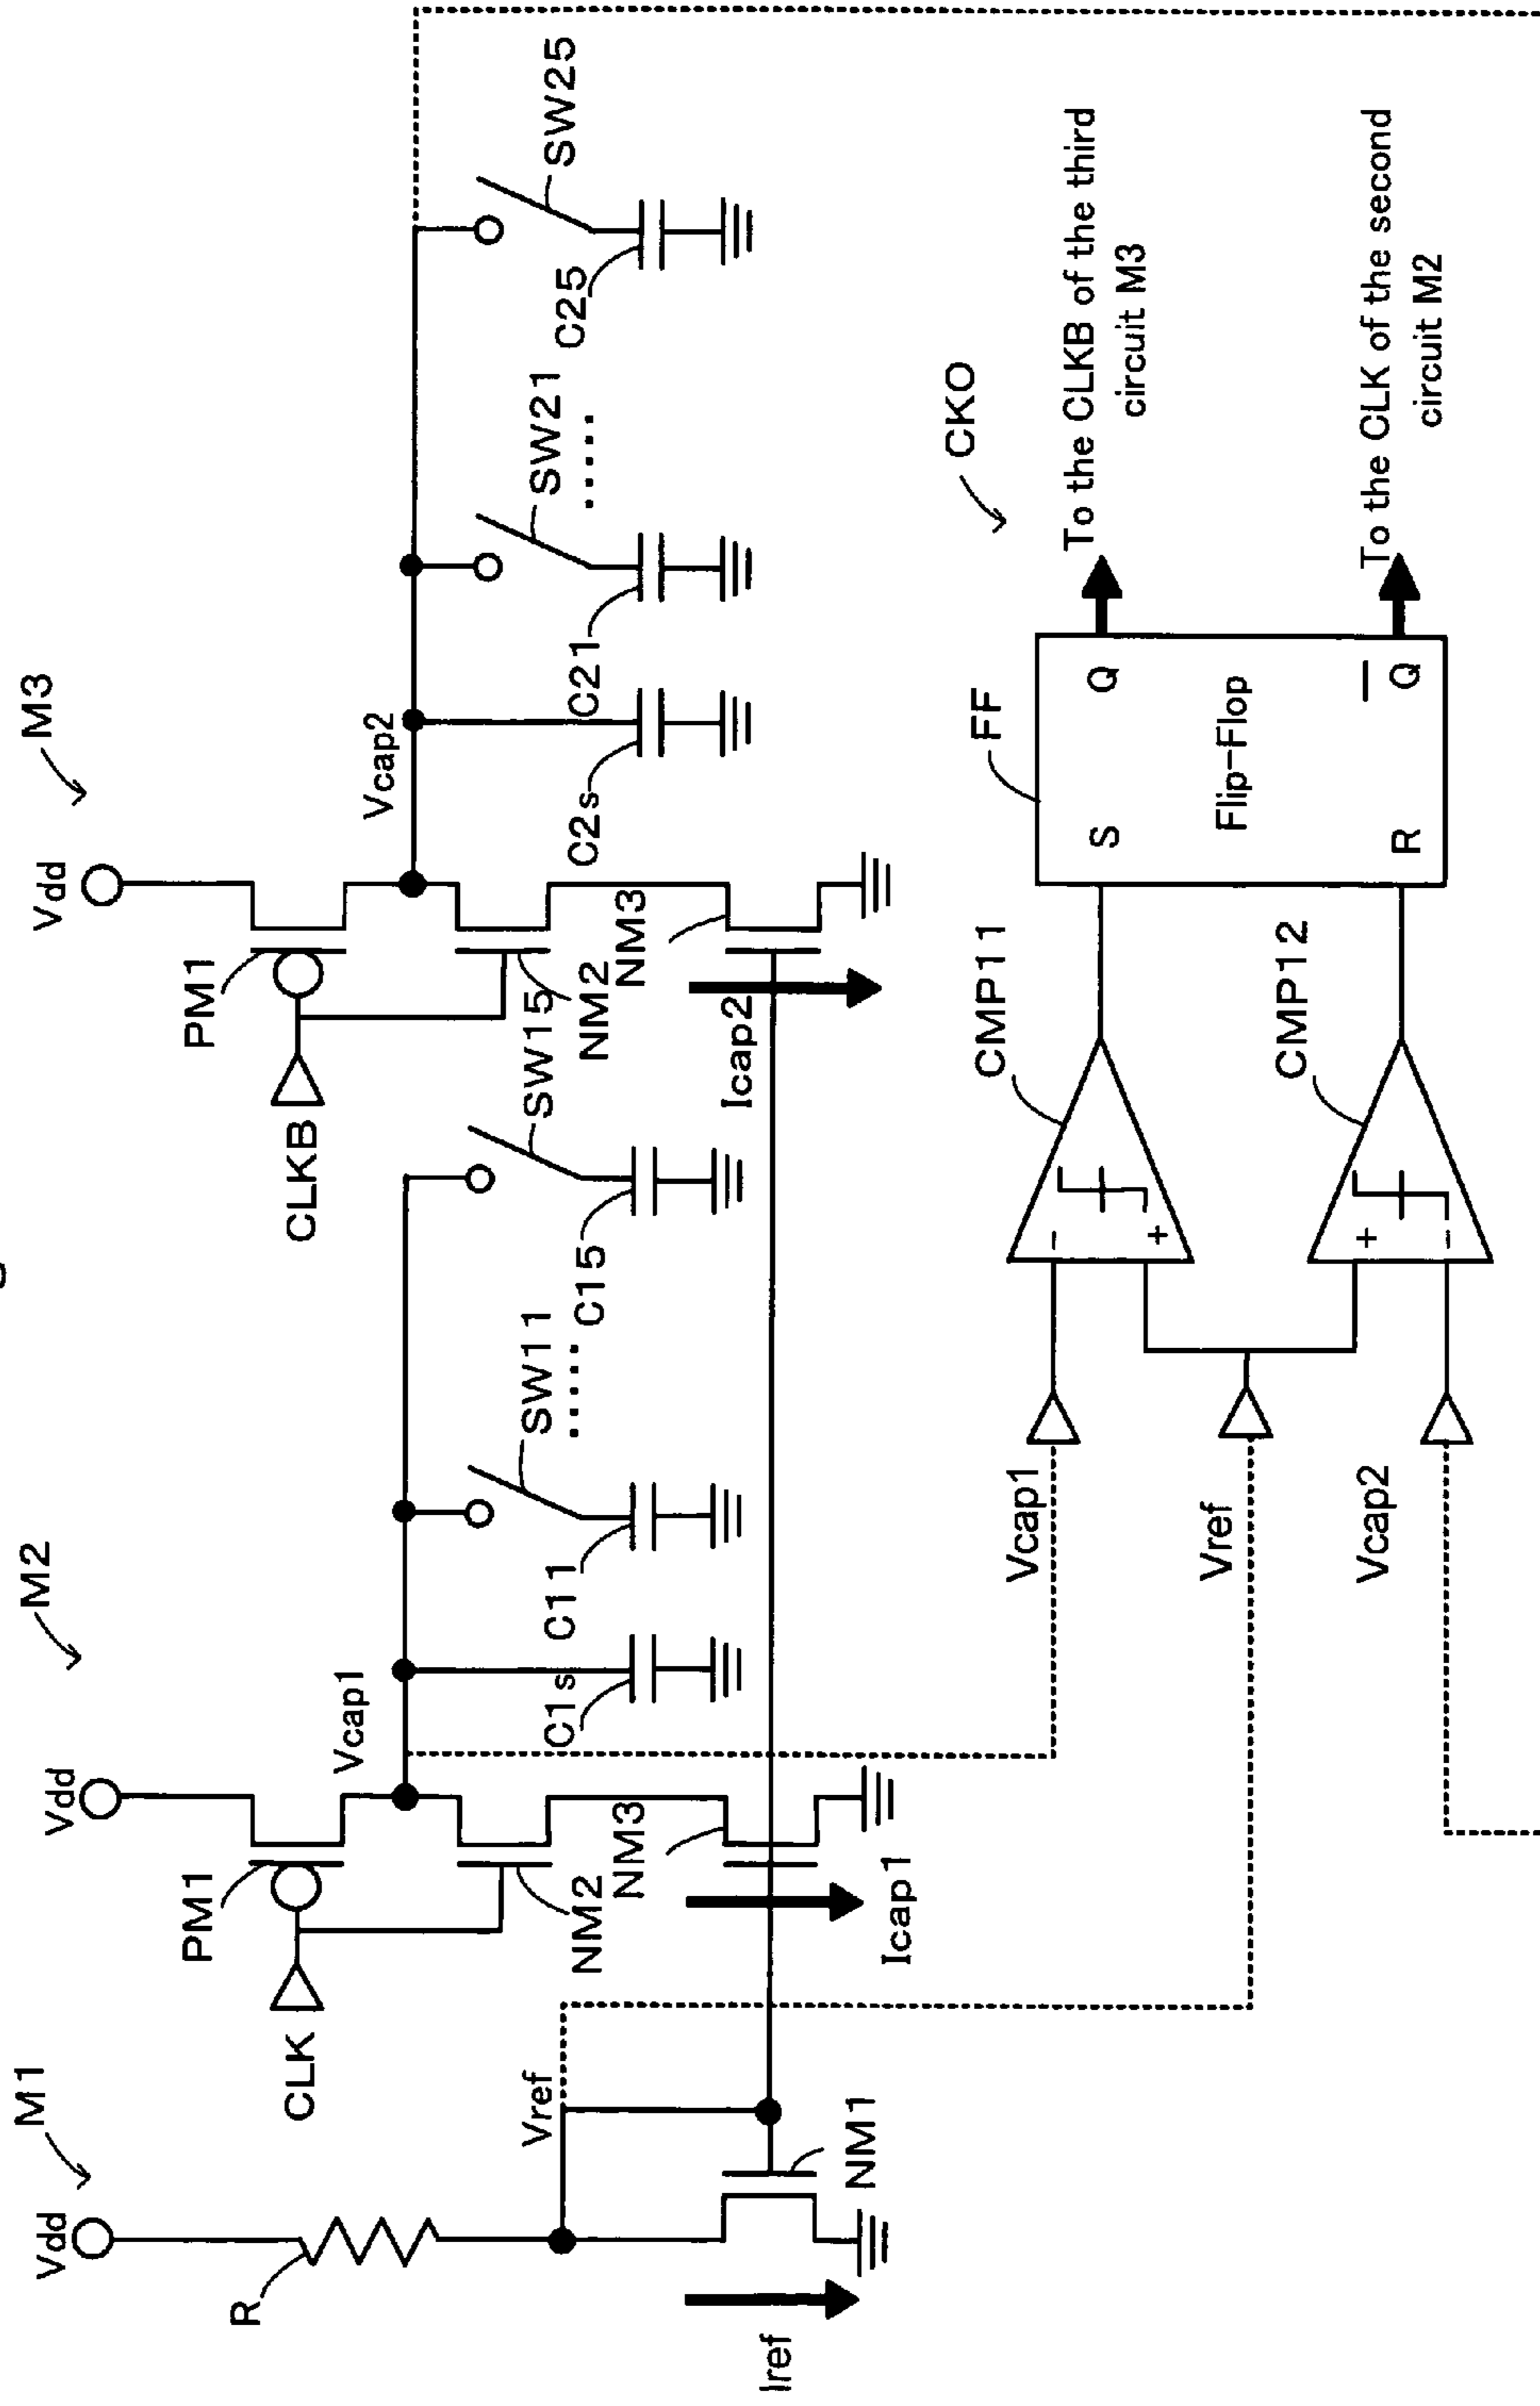 M1
M2
M3
Vdd
Vdd
Vdd
R
CLK
PM1
Vcap1
CLKB
PM1
Vcap2
Vref
NM2
C1s
C11
SW11
.....
C15
SW15
NM2
C2s
C21
SW21
.....
C25
SW25
NM3
NM3
Iref
NM1
Icap1
Icap2
CKO
Vcap1
-
+
CMP11
FF
S
Q
To the CLKB of the third
circuit M3
Vref
Flip-Flop
Vcap2
+
-
CMP12
R
Q
To the CLK of the second
circuit M2